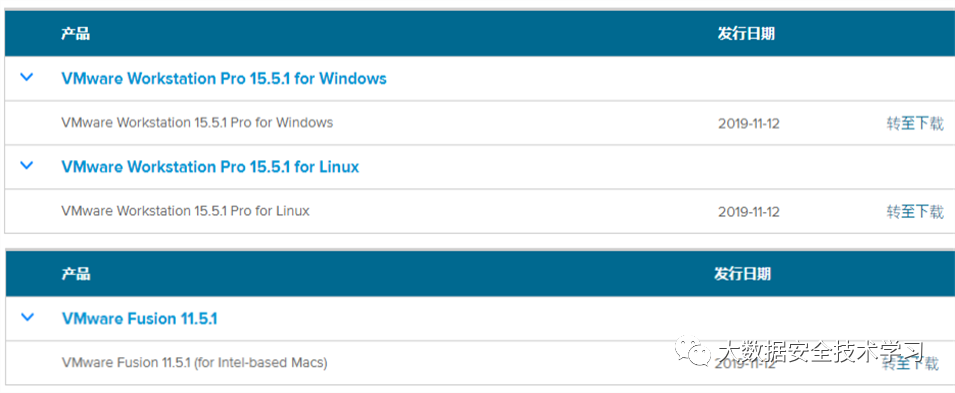 产品 发行日期
VMware Workstation Pro 15.5.1 for Windows
VMware Workstation 15.5.1 Pro for Windows 2019-11-12 转至下载
VMware Workstation Pro 15.5.1 for Linux
VMware Workstation 15.5.1 Pro for Linux 2019-11-12 转至下载
产品 发行日期
VMware Fusion 11.5.1
大数据安全技术学习
VMware Fusion 11.5.1 (for Intel-based Macs) 2019-11-12 转至下载